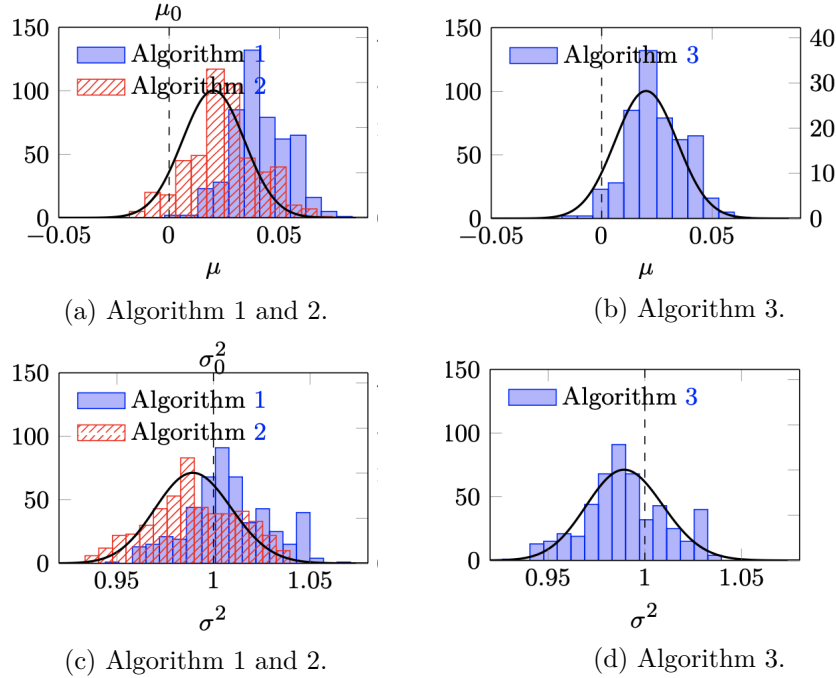 μ₀
150
100
50
0
Algorithm 1
Algorithm 2
−0.05
0
0.05
μ
(a) Algorithm 1 and 2.
150
100
50
0
Algorithm 3
40
30
20
10
0
−0.05
0
0.05
μ
(b) Algorithm 3.
σ₀²
150
100
50
0
Algorithm 1
Algorithm 2
0.95
1
1.05
σ²
(c) Algorithm 1 and 2.
150
100
50
0
Algorithm 3
0.95
1
1.05
σ²
(d) Algorithm 3.